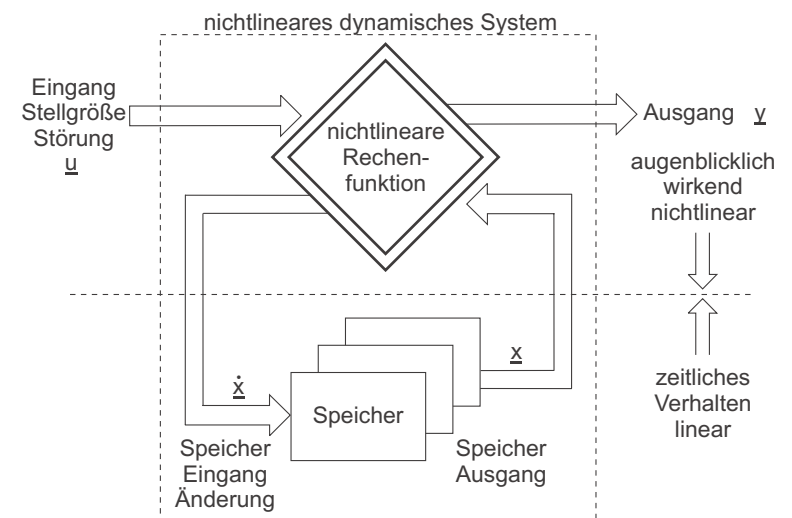 nichtlineares dynamisches System
Eingang
Stellgröße
Störung
u
nichtlineare
Rechen-
funktion
Ausgang y
augenblicklich
wirkend
nichtlinear
ẋ
x
Speicher
Speicher
Eingang
Änderung
Speicher
Ausgang
zeitliches
Verhalten
linear